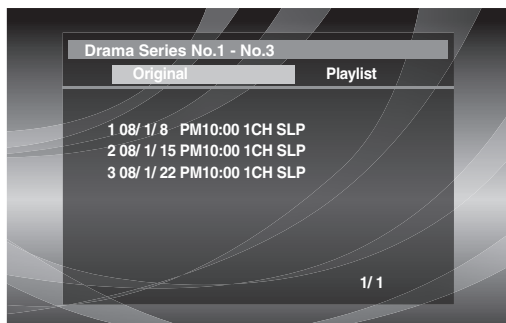 Drama Series No.1 - No.3
Original Playlist
1 08/ 1/ 8 PM10:00 1CH SLP
2 08/ 1/ 15 PM10:00 1CH SLP
3 08/ 1/ 22 PM10:00 1CH SLP
1/ 1